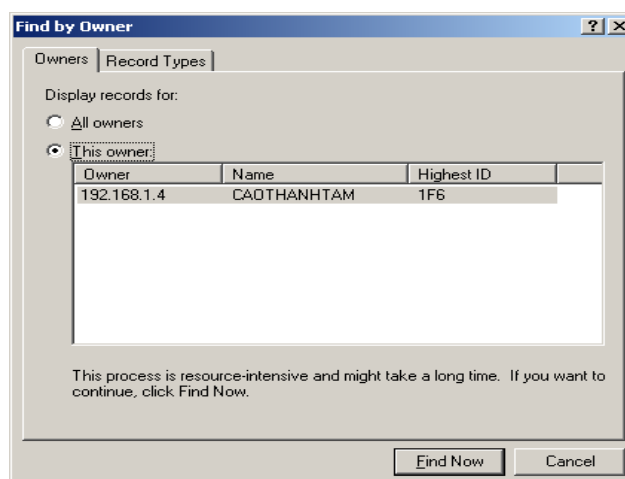 Find by Owner
Owners Record Types
Display records for:
All owners
This owner:
Owner Name Highest ID
192.168.1.4 CAOTHANHTAM 1F6
This process is resource-intensive and might take a long time. If you want to
continue, click Find Now.
Find Now Cancel